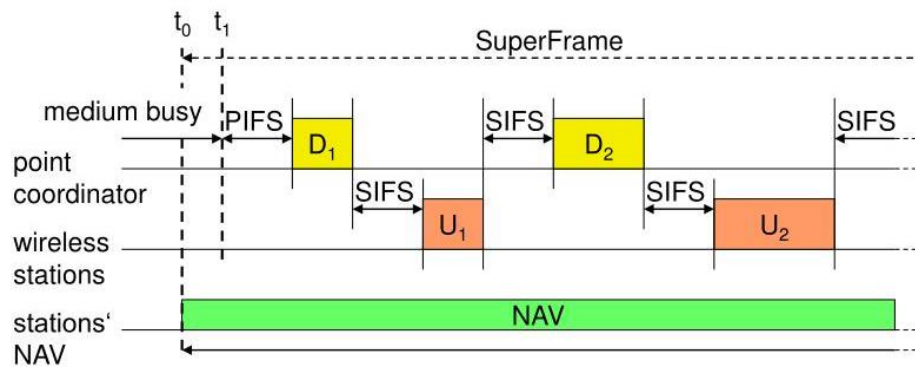 t₀ t₁
SuperFrame
medium busy
PIFS D₁ SIFS D₂ SIFS
point
coordinator
SIFS U₁ SIFS U₂
wireless
stations
stations‘
NAV
NAV